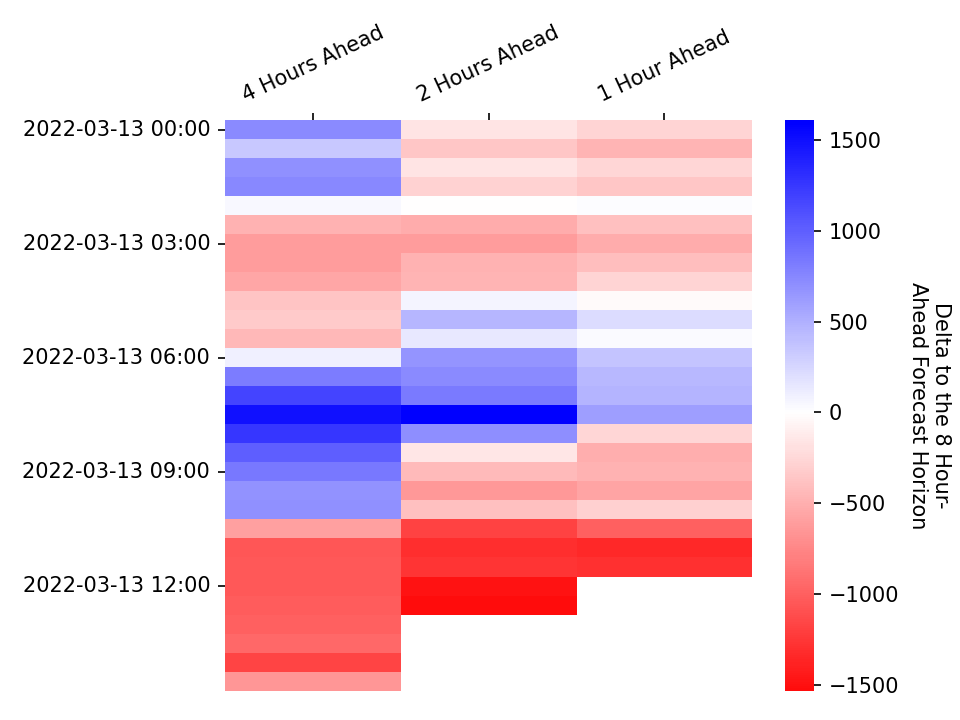 4 Hours Ahead
2 Hours Ahead
1 Hour Ahead
2022-03-13 00:00
2022-03-13 03:00
2022-03-13 06:00
2022-03-13 09:00
2022-03-13 12:00
1500
1000
500
0
−500
−1000
−1500
Delta to the 8 Hour-
Ahead Forecast Horizon